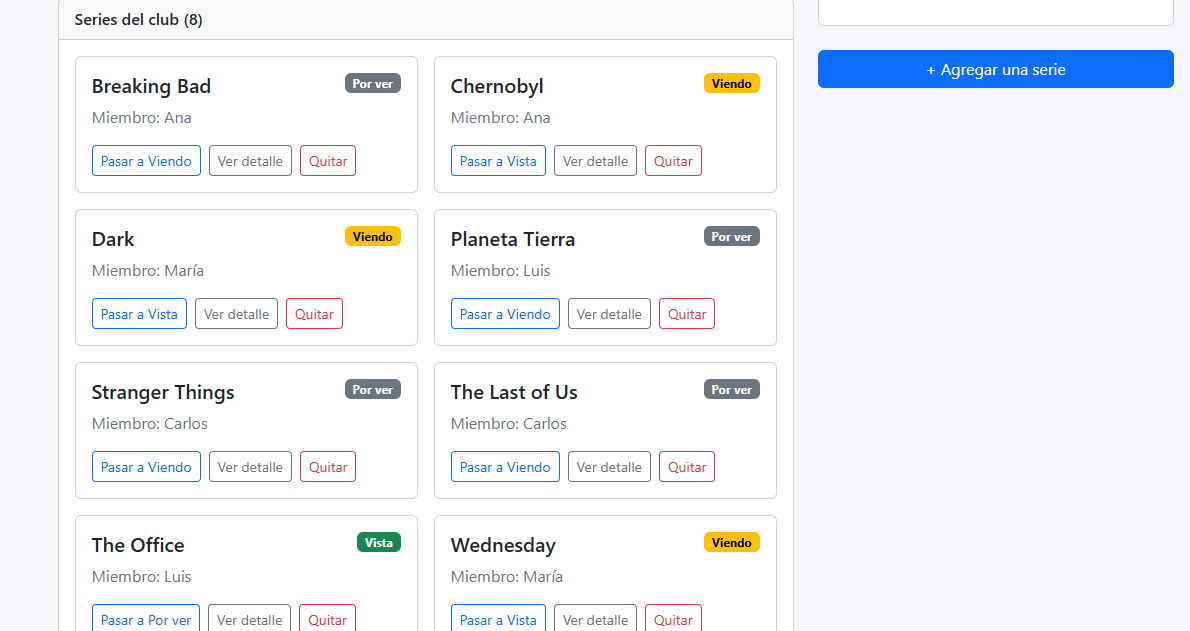 Series del club (8)
+ Agregar una serie
Breaking Bad
Por ver
Miembro: Ana
Pasar a Viendo
Ver detalle
Quitar
Chernobyl
Viendo
Miembro: Ana
Pasar a Vista
Ver detalle
Quitar
Dark
Viendo
Miembro: María
Pasar a Vista
Ver detalle
Quitar
Planeta Tierra
Por ver
Miembro: Luis
Pasar a Viendo
Ver detalle
Quitar
Stranger Things
Por ver
Miembro: Carlos
Pasar a Viendo
Ver detalle
Quitar
The Last of Us
Por ver
Miembro: Carlos
Pasar a Viendo
Ver detalle
Quitar
The Office
Vista
Miembro: Luis
Pasar a Por ver
Ver detalle
Quitar
Wednesday
Viendo
Miembro: María
Pasar a Vista
Ver detalle
Quitar